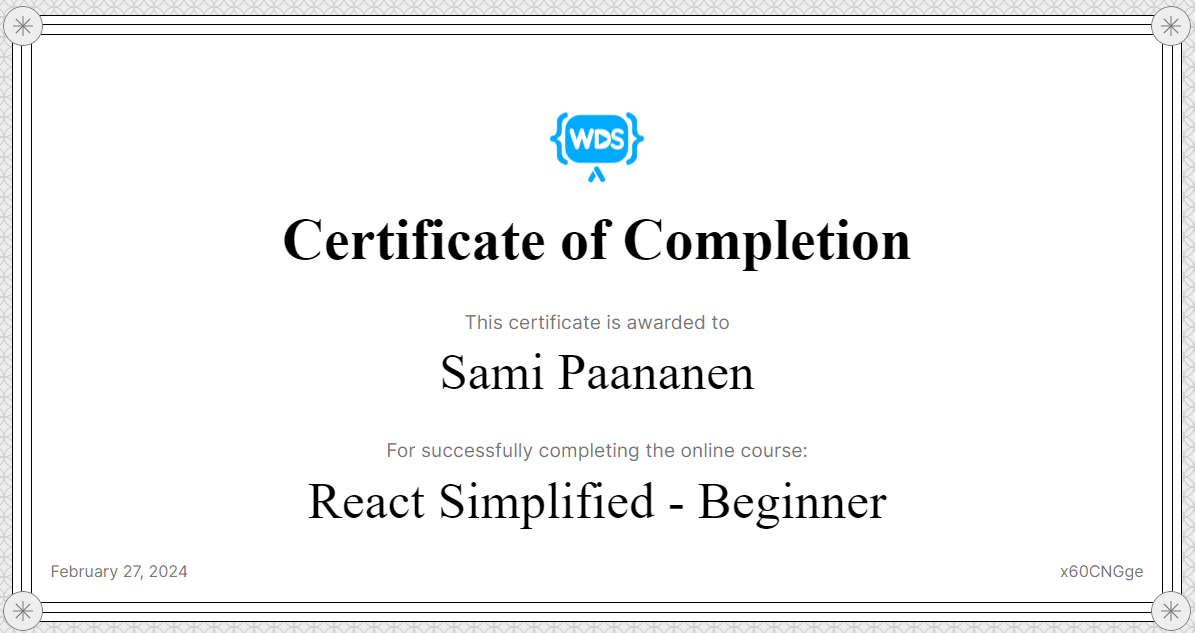 WDS
Certificate of Completion
This certificate is awarded to
Sami Paananen
For successfully completing the online course:
React Simplified - Beginner
February 27, 2024
x60CNGge